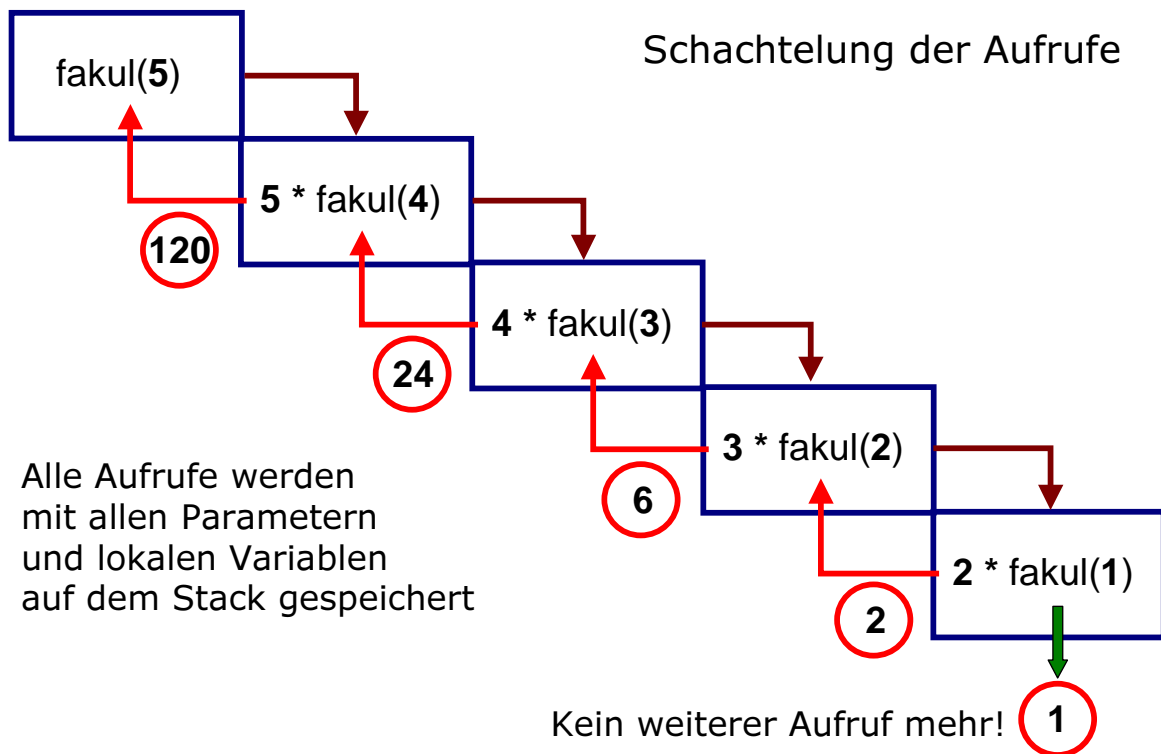 Schachtelung der Aufrufe
fakul(5)
5 * fakul(4)
120
4 * fakul(3)
24
3 * fakul(2)
6
2 * fakul(1)
2
Alle Aufrufe werden
mit allen Parametern
und lokalen Variablen
auf dem Stack gespeichert
Kein weiterer Aufruf mehr!
1